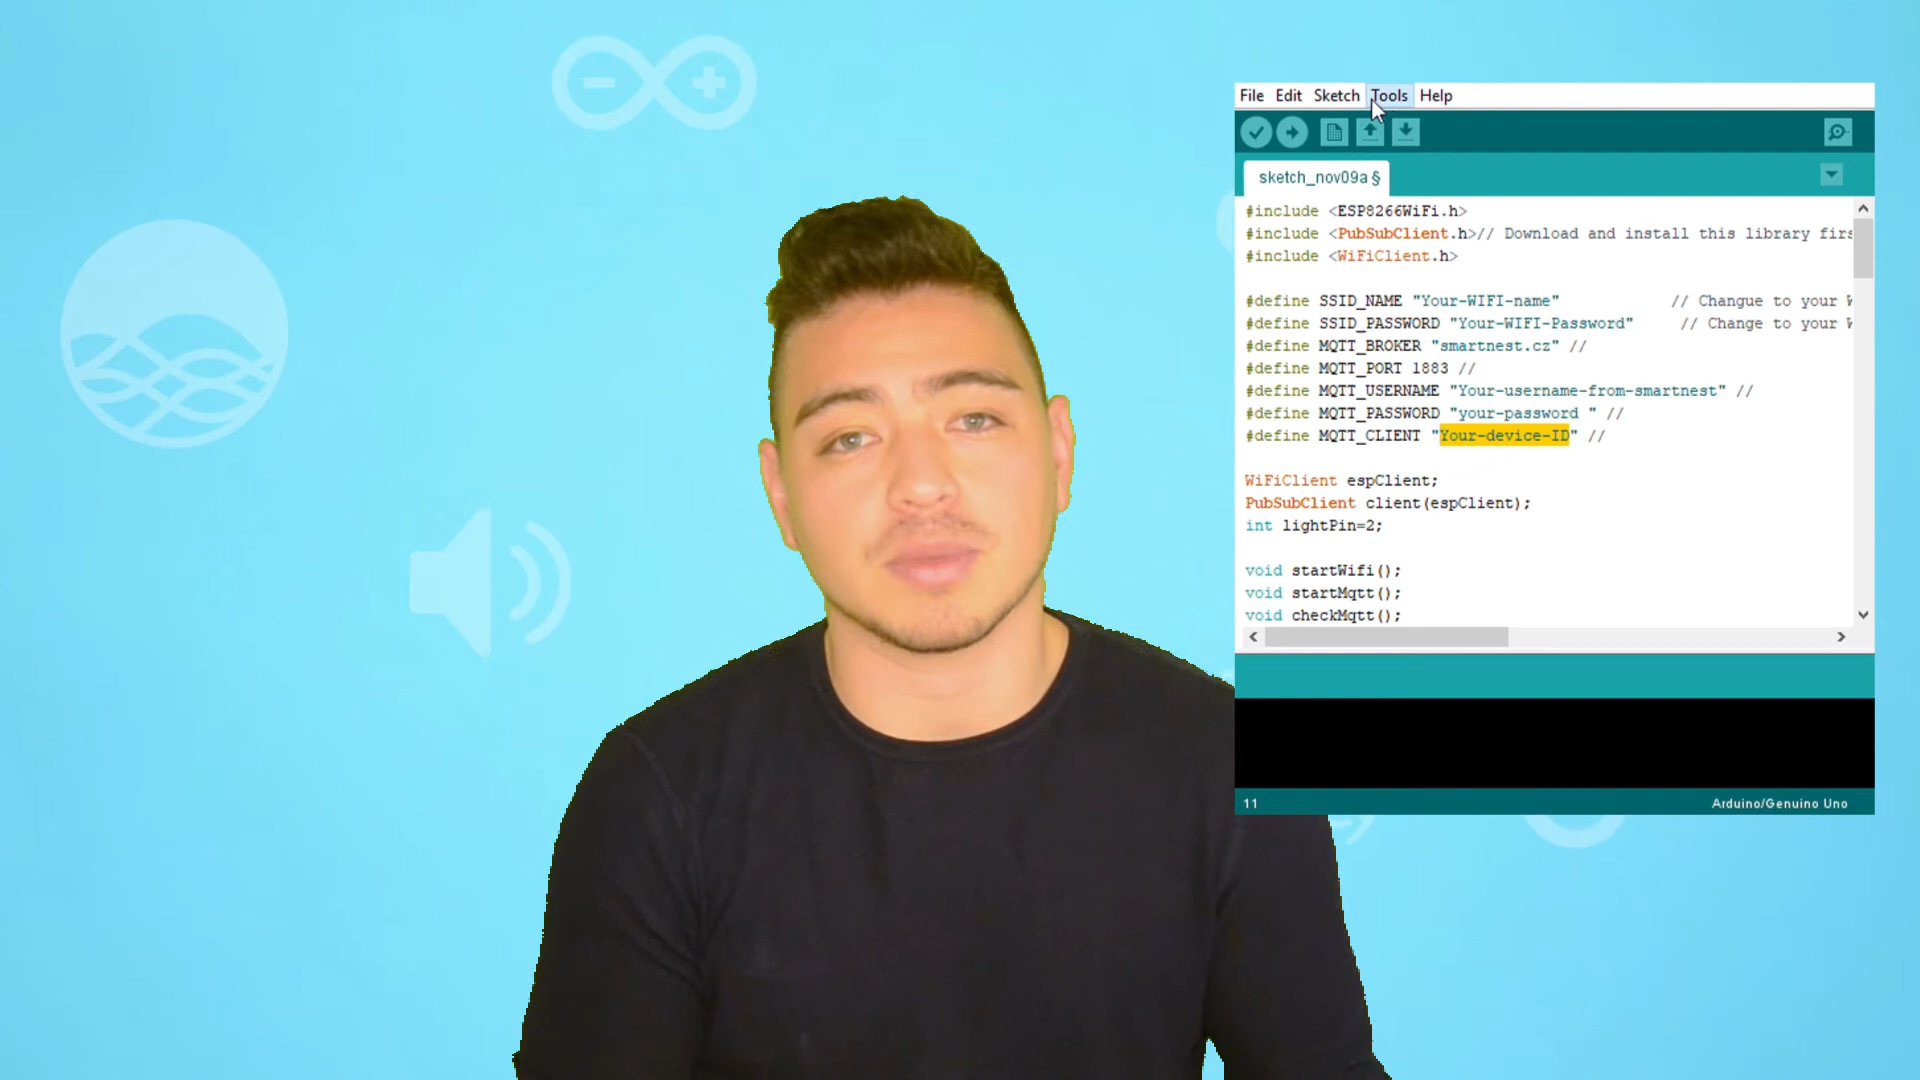 File Edit Sketch Tools Help
sketch_nov09a §
#include <ESP8266WiFi.h>
#include <PubSubClient.h>// Download and install this library firs
#include <WiFiClient.h>
#define SSID_NAME "Your-WIFI-name" // Changue to your W
#define SSID_PASSWORD "Your-WIFI-Password" // Change to your W
#define MQTT_BROKER "smartnest.cz" //
#define MQTT_PORT 1883 //
#define MQTT_USERNAME "Your-username-from-smartnest" //
#define MQTT_PASSWORD "your-password " //
#define MQTT_CLIENT "Your-device-ID" //
WiFiClient espClient;
PubSubClient client(espClient);
int lightPin=2;
void startWifi();
void startMqtt();
void checkMqtt();
11 Arduino/Genuino Uno